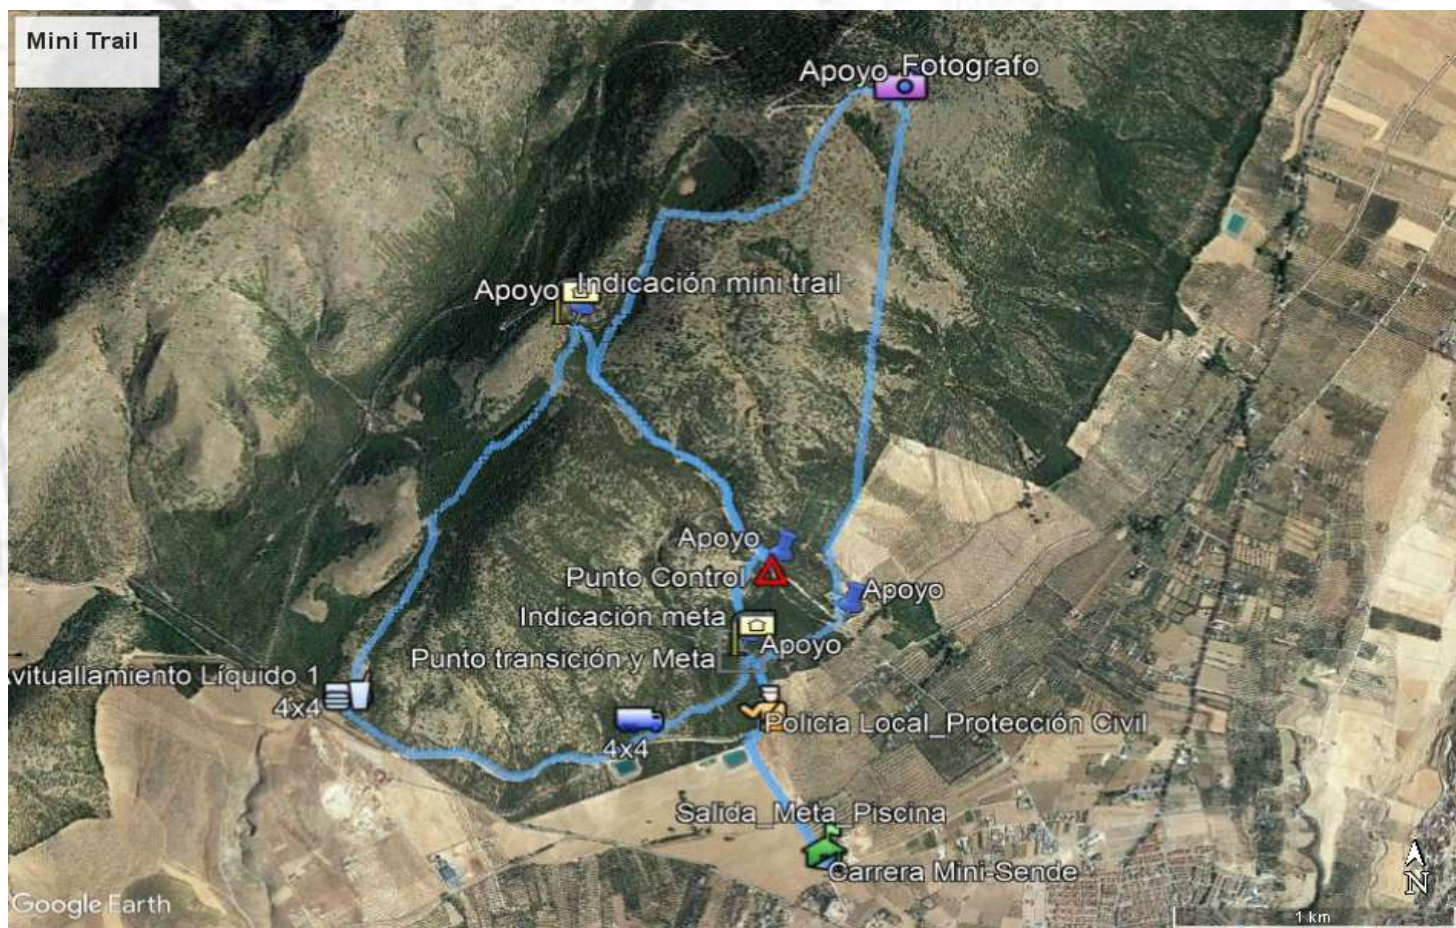 Mini Trail
Apoyo Fotografo
Apoyo Indicación mini trail
Apoyo
Punto Control
Apoyo
Indicación meta
Apoyo
Punto transición y Meta
Avituallamiento Líquido 1
4x4
Policia Local_Protección Civil
4x4
Salida_Meta_Piscina
Carrera Mini-Sende
Google Earth
N
1 km